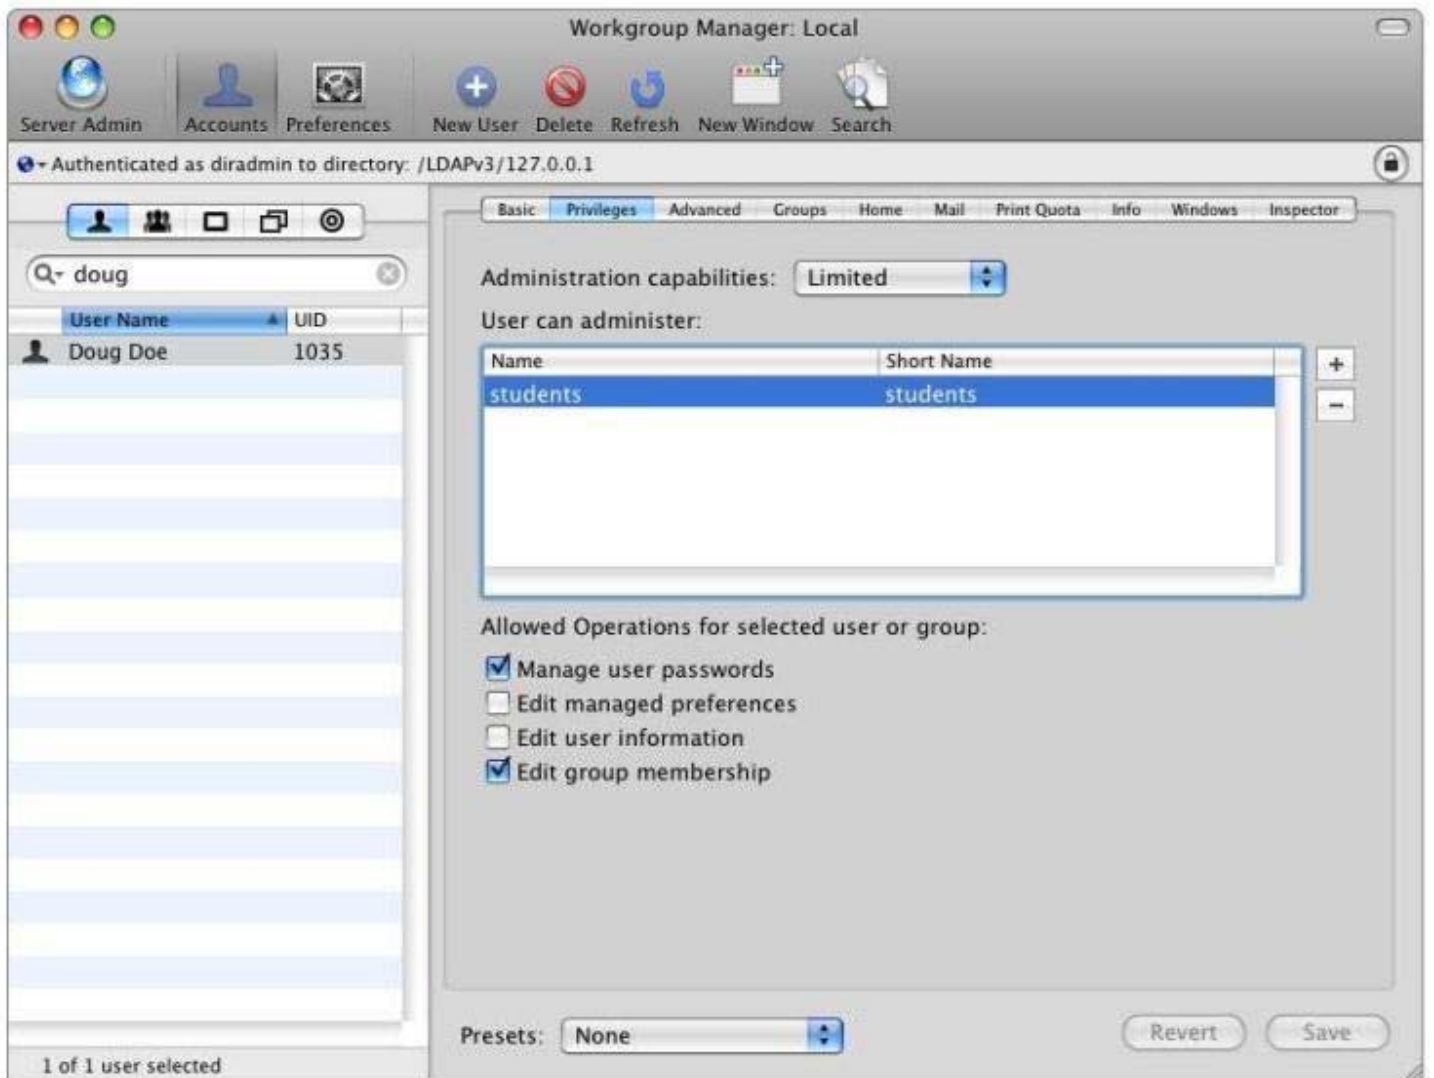 Workgroup Manager: Local
Server Admin Accounts Preferences New User Delete Refresh New Window Search
Authenticated as diradmin to directory: /LDAPv3/127.0.0.1
Basic Privileges Advanced Groups Home Mail Print Quota Info Windows Inspector
doug
User Name UID
Doug Doe 1035
Administration capabilities: Limited
User can administer:
Name Short Name
students students
+
−
Allowed Operations for selected user or group:
Manage user passwords
Edit managed preferences
Edit user information
Edit group membership
Presets: None
Revert Save
1 of 1 user selected